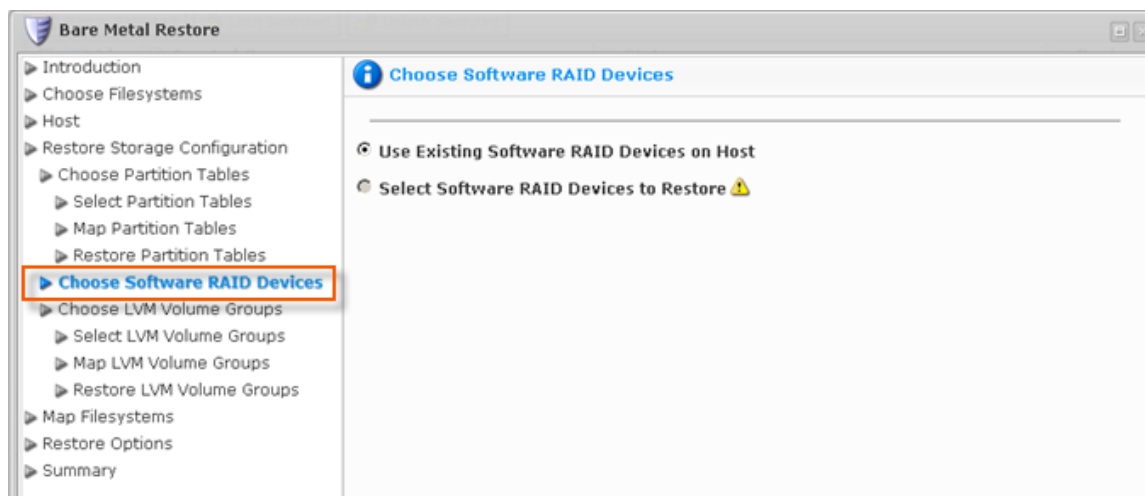 Bare Metal Restore
Introduction
Choose Filesystems
Host
Restore Storage Configuration
Choose Partition Tables
Select Partition Tables
Map Partition Tables
Restore Partition Tables
Choose Software RAID Devices
Choose LVM Volume Groups
Select LVM Volume Groups
Map LVM Volume Groups
Restore LVM Volume Groups
Map Filesystems
Restore Options
Summary
Choose Software RAID Devices
Use Existing Software RAID Devices on Host
Select Software RAID Devices to Restore